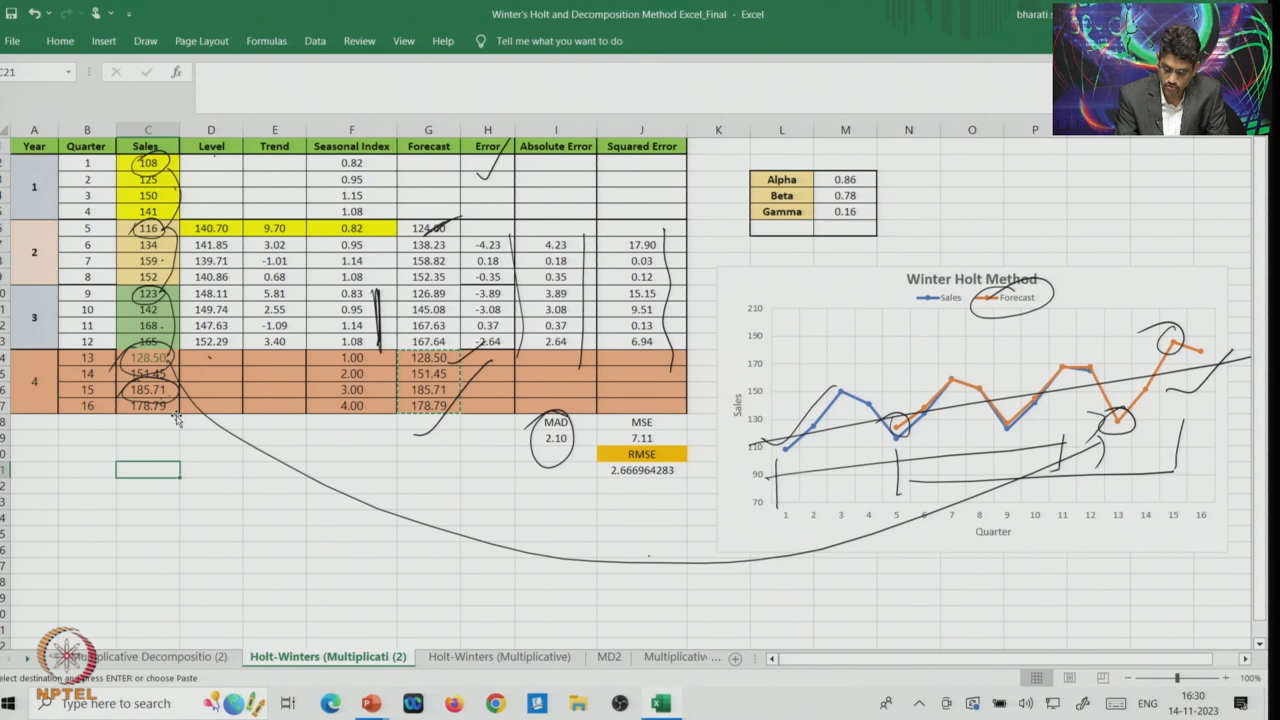 Winter's Holt and Decomposition Method Excel_Final - Excel
bharati
File Home Insert Draw Page Layout Formulas Data Review View Help Tell me what you want to do
C21 fx
A B C D E F G H I J K L M N O P
Year Quarter Sales Level Trend Seasonal Index Forecast Error Absolute Error Squared Error
1 1 108 0.82
2 125 0.95
3 150 1.15
4 141 1.08
2 5 116 140.70 9.70 0.82
6 134 141.85 3.02 0.95 138.23 -4.23 4.23 17.90
7 159 139.71 -1.01 1.14 158.82 0.18 0.18 0.03
8 152 140.86 0.68 1.08 152.35 -0.35 0.35 0.12
3 9 123 148.11 5.81 0.83 126.89 -3.89 3.89 15.15
10 142 149.74 2.55 0.95 145.08 -3.08 3.08 9.51
11 168 147.63 -1.09 1.14 167.63 0.37 0.37 0.13
12 165 152.29 3.40 1.08 167.64 -2.64 2.64 6.94
4 13 128.50 1.00 128.50
14 151.45 2.00 151.45
15 185.71 3.00 185.71
16 178.79 4.00 178.79
MAD MSE
2.10 7.11
RMSE
2.666964283
Alpha 0.86
Beta 0.78
Gamma 0.16
Winter Holt Method
Sales Forecast
210
190
170
150
130
110
90
70
Sales
1 2 3 4 5 6 7 8 9 10 11 12 13 14 15 16
Quarter
Multiplicative Decompositio (2) Holt-Winters (Multiplicati (2) Holt-Winters (Multiplicative) MD2 Multiplicativ ...
elect destination and press ENTER or choose Paste
100%
NPTEL
Type here to search
ENG
16:30
14-11-2023